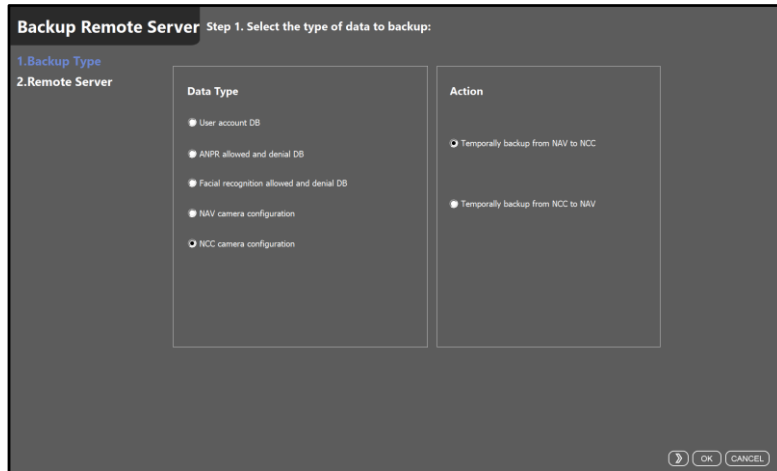 Backup Remote Server
Step 1. Select the type of data to backup:
1.Backup Type
2.Remote Server
Data Type
User account DB
ANPR allowed and denial DB
Facial recognition allowed and denial DB
NAV camera configuration
NCC camera configuration
Action
Temporally backup from NAV to NCC
Temporally backup from NCC to NAV
OK
CANCEL